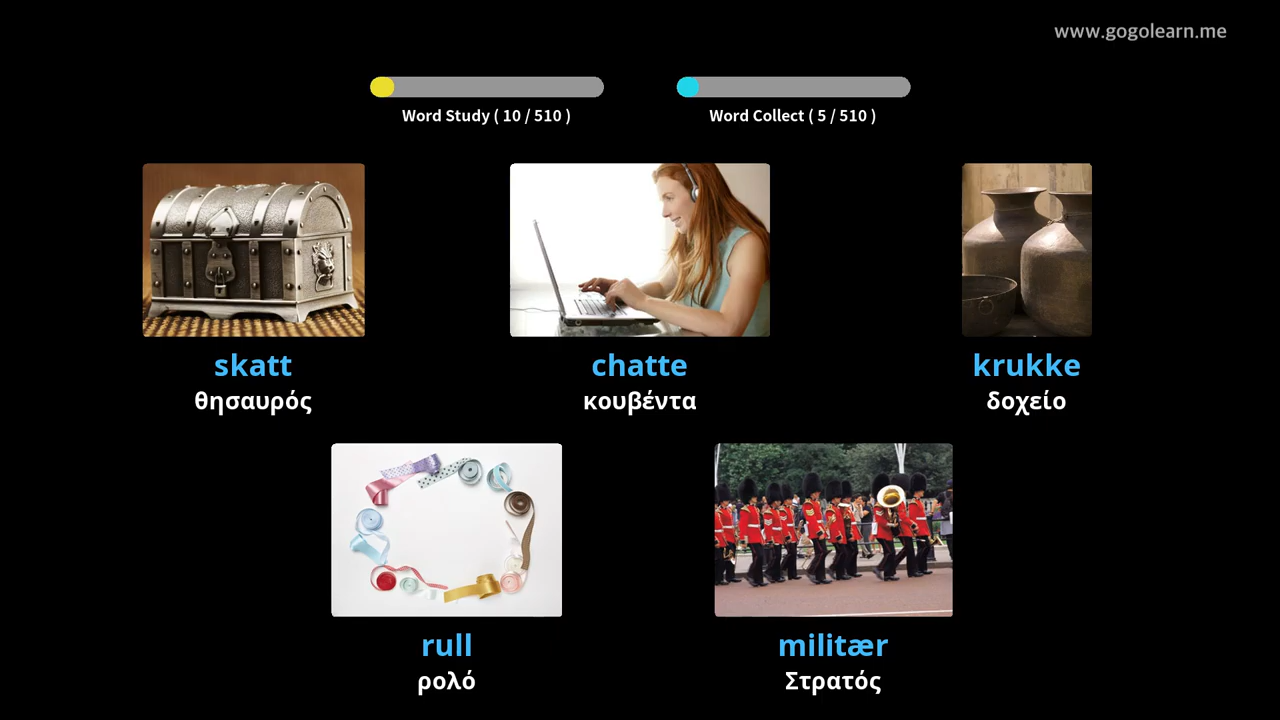 www.gogolearn.me
Word Study ( 10 / 510 )
Word Collect ( 5 / 510 )
skatt
θησαυρός
chatte
κουβέντα
krukke
δοχείο
rull
ρολό
militær
Στρατός